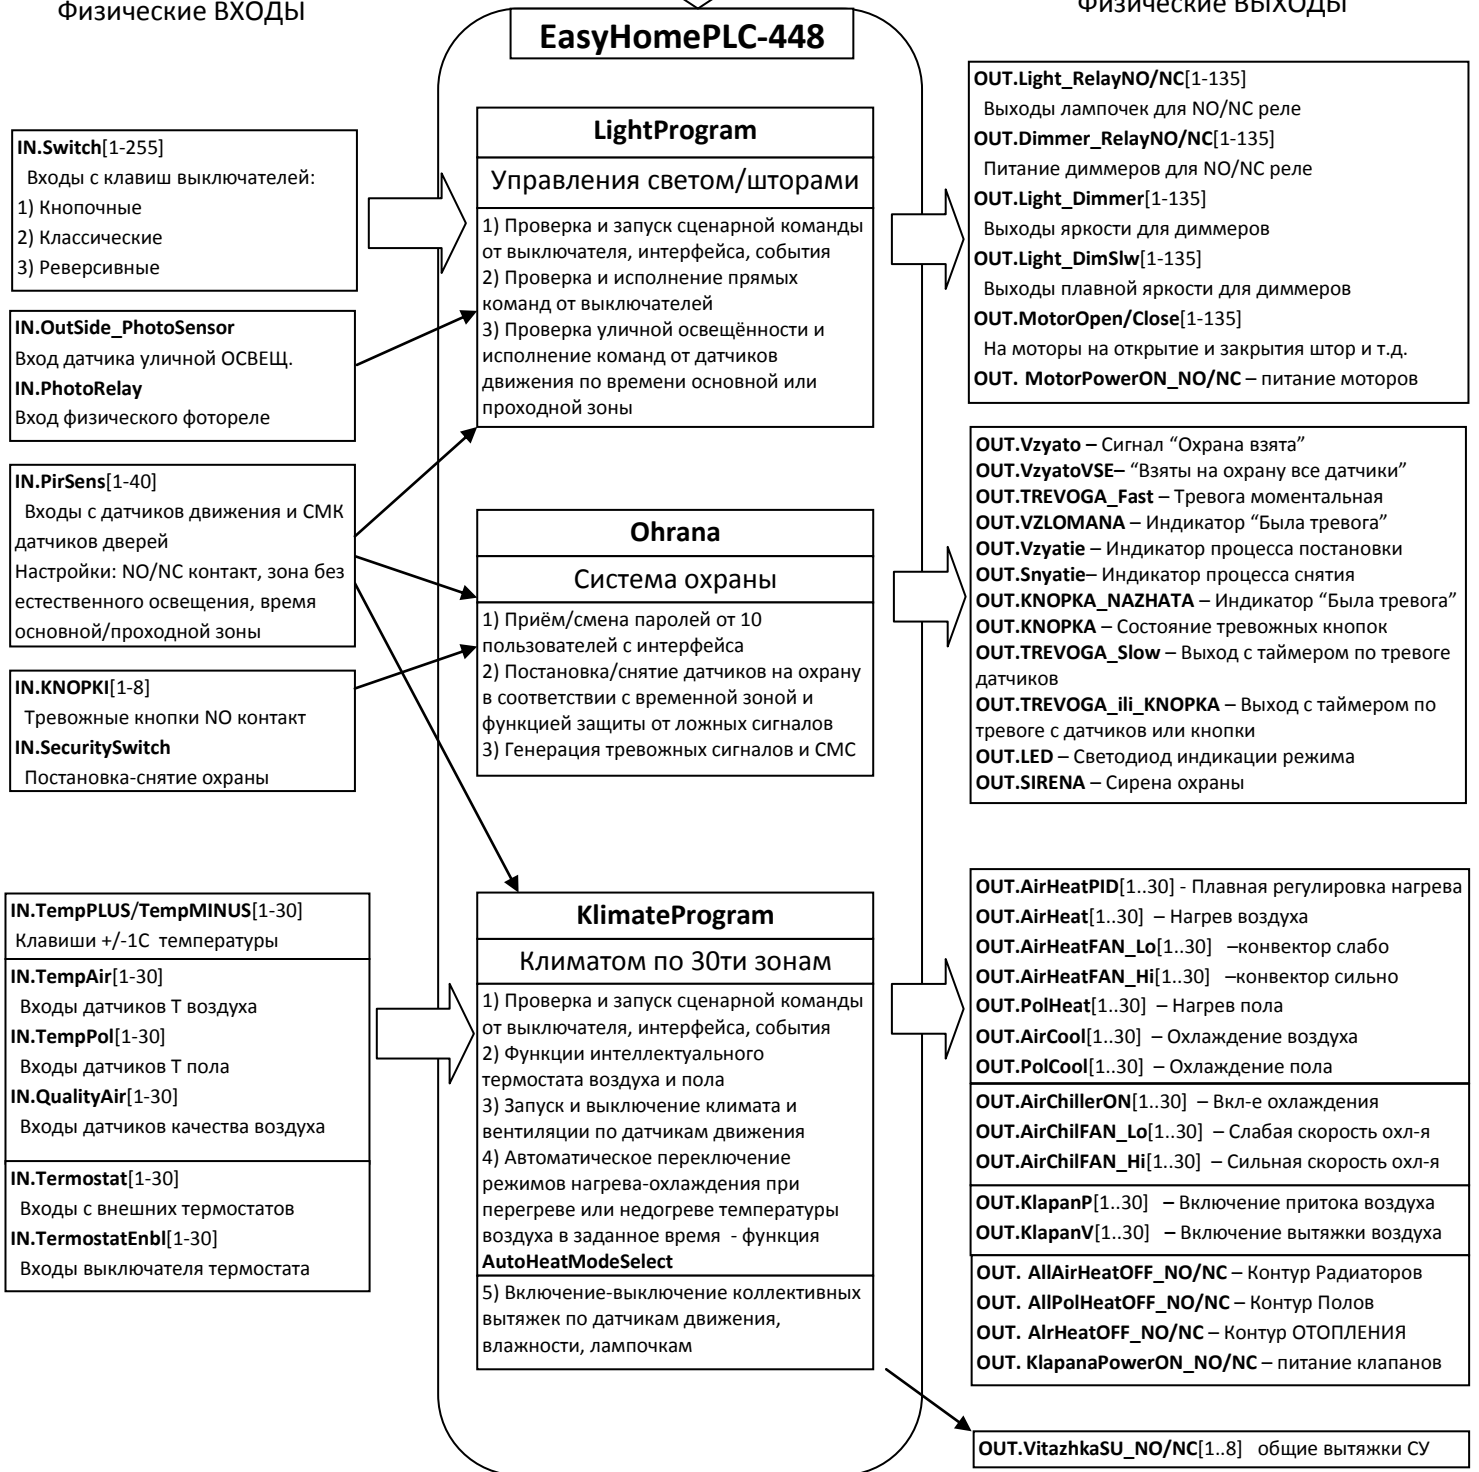 Физические ВХОДЫ
IN.Switch[1-255]
Входы с клавиш выключателей:
1) Кнопочные
2) Классические
3) Реверсивные
IN.OutSide_PhotoSensor
Вход датчика уличной ОСВЕЩ.
IN.PhotoRelay
Вход физического фотореле
IN.PirSens[1-40]
Входы с датчиков движения и СМК
датчиков дверей
Настройки: NO/NC контакт, зона без
естественного освещения, время
основной/проходной зоны
IN.KNOPKI[1-8]
Тревожные кнопки NO контакт
IN.SecuritySwitch
Постановка-снятие охраны
IN.TempPLUS/TempMINUS[1-30]
Клавиши +/-1С температуры
IN.TempAir[1-30]
Входы датчиков Т воздуха
IN.TempPol[1-30]
Входы датчиков Т пола
IN.QualityAir[1-30]
Входы датчиков качества воздуха
IN.Termostat[1-30]
Входы с внешних термостатов
IN.TermostatEnbl[1-30]
Входы выключателя термостата
EasyHomePLC-448
LightProgram
Управления светом/шторами
1) Проверка и запуск сценарной команды
от выключателя, интерфейса, события
2) Проверка и исполнение прямых
команд от выключателей
3) Проверка уличной освещённости и
исполнение команд от датчиков
движения по времени основной или
проходной зоны
Ohrana
Система охраны
1) Приём/смена паролей от 10
пользователей с интерфейса
2) Постановка/снятие датчиков на охрану
в соответствии с временной зоной и
функцией защиты от ложных сигналов
3) Генерация тревожных сигналов и СМС
KlimateProgram
Климатом по 30ти зонам
1) Проверка и запуск сценарной команды
от выключателя, интерфейса, события
2) Функции интеллектуального
термостата воздуха и пола
3) Запуск и выключение климата и
вентиляции по датчикам движения
4) Автоматическое переключение
режимов нагрева-охлаждения при
перегреве или недогреве температуры
воздуха в заданное время - функция
AutoHeatModeSelect
5) Включение-выключение коллективных
вытяжек по датчикам движения,
влажности, лампочкам
Физические ВЫХОДЫ
OUT.Light_RelayNO/NC[1-135]
Выходы лампочек для NO/NC реле
OUT.Dimmer_RelayNO/NC[1-135]
Питание диммеров для NO/NC реле
OUT.Light_Dimmer[1-135]
Выходы яркости для диммеров
OUT.Light_DimSlw[1-135]
Выходы плавной яркости для диммеров
OUT.MotorOpen/Close[1-135]
На моторы на открытие и закрытия штор и т.д.
OUT. MotorPowerON_NO/NC – питание моторов
OUT.Vzyato – Сигнал “Охрана взята”
OUT.VzyatoVSE– “Взяты на охрану все датчики”
OUT.TREVOGA_Fast – Тревога моментальная
OUT.VZLOMANA – Индикатор “Была тревога”
OUT.Vzyatie – Индикатор процесса постановки
OUT.Snyatie– Индикатор процесса снятия
OUT.KNOPKA_NAZHATA – Индикатор “Была тревога”
OUT.KNOPKA – Состояние тревожных кнопок
OUT.TREVOGA_Slow – Выход с таймером по тревоге
датчиков
OUT.TREVOGA_ili_KNOPKA – Выход с таймером по
тревоге с датчиков или кнопки
OUT.LED – Светодиод индикации режима
OUT.SIRENA – Сирена охраны
OUT.AirHeatPID[1..30] - Плавная регулировка нагрева
OUT.AirHeat[1..30] – Нагрев воздуха
OUT.AirHeatFAN_Lo[1..30] –конвектор слабо
OUT.AirHeatFAN_Hi[1..30] –конвектор сильно
OUT.PolHeat[1..30] – Нагрев пола
OUT.AirCool[1..30] – Охлаждение воздуха
OUT.PolCool[1..30] – Охлаждение пола
OUT.AirChillerON[1..30] – Вкл-е охлаждения
OUT.AirChilFAN_Lo[1..30] – Слабая скорость охл-я
OUT.AirChilFAN_Hi[1..30] – Сильная скорость охл-я
OUT.KlapanP[1..30] – Включение притока воздуха
OUT.KlapanV[1..30] – Включение вытяжки воздуха
OUT. AllAirHeatOFF_NO/NC – Контур Радиаторов
OUT. AllPolHeatOFF_NO/NC – Контур Полов
OUT. AlrHeatOFF_NO/NC – Контур ОТОПЛЕНИЯ
OUT. KlapanaPowerON_NO/NC – питание клапанов
OUT.VitazhkaSU_NO/NC[1..8] общие вытяжки СУ